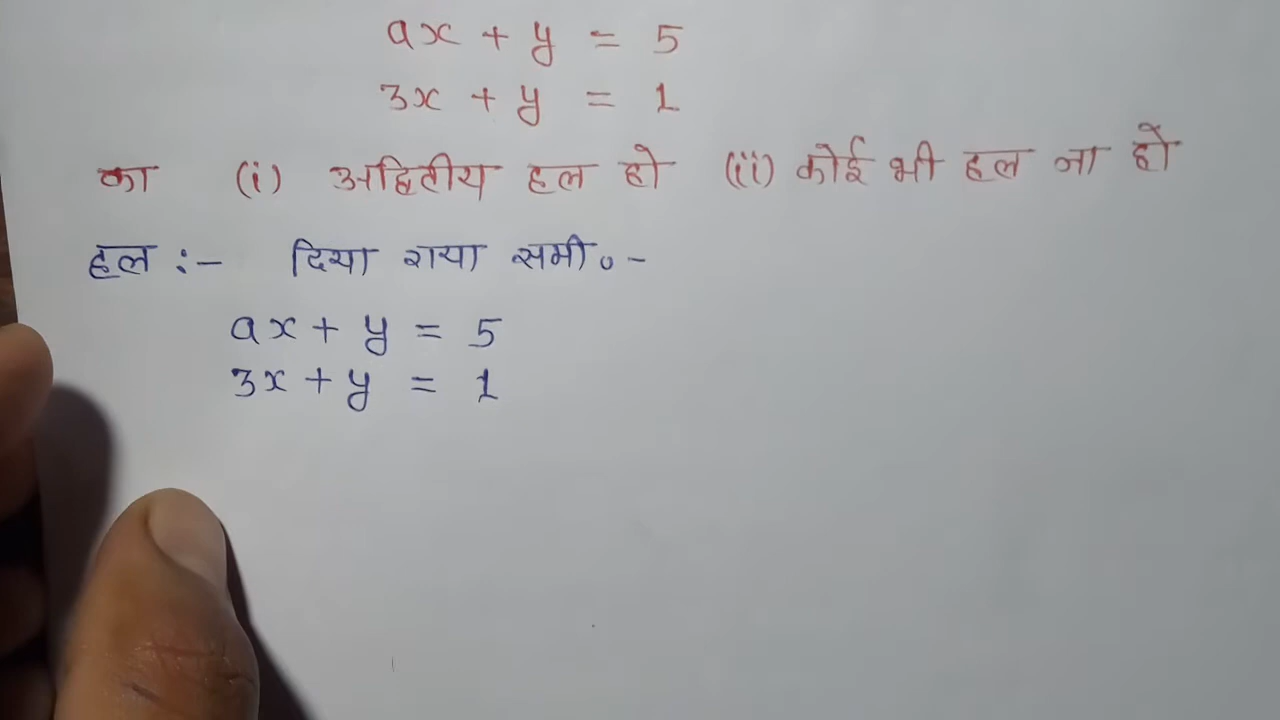 ax + y = 5
3x + y = 1
का (i) अद्वितीय हल हो (ii) कोई भी हल ना हो
हल :- दिया गया समी० -
ax + y = 5
3x + y = 1